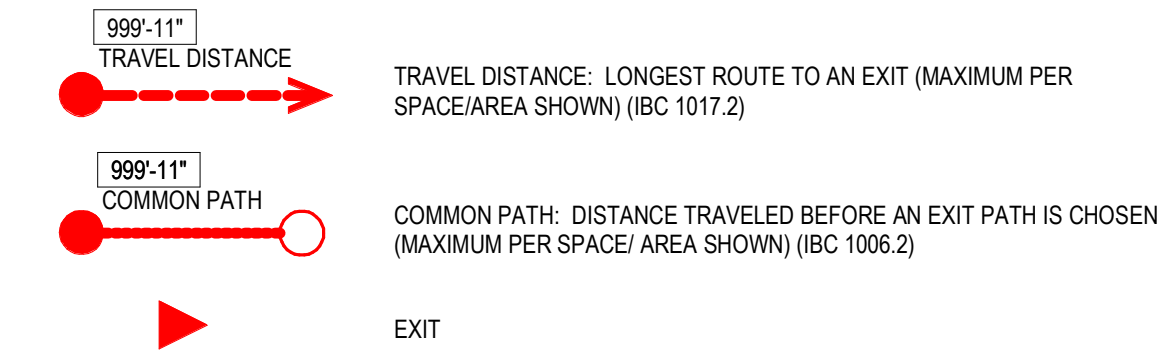 999'-11"
TRAVEL DISTANCE
TRAVEL DISTANCE: LONGEST ROUTE TO AN EXIT (MAXIMUM PER
SPACE/AREA SHOWN) (IBC 1017.2)
999'-11"
COMMON PATH
COMMON PATH: DISTANCE TRAVELED BEFORE AN EXIT PATH IS CHOSEN
(MAXIMUM PER SPACE/ AREA SHOWN) (IBC 1006.2)
EXIT